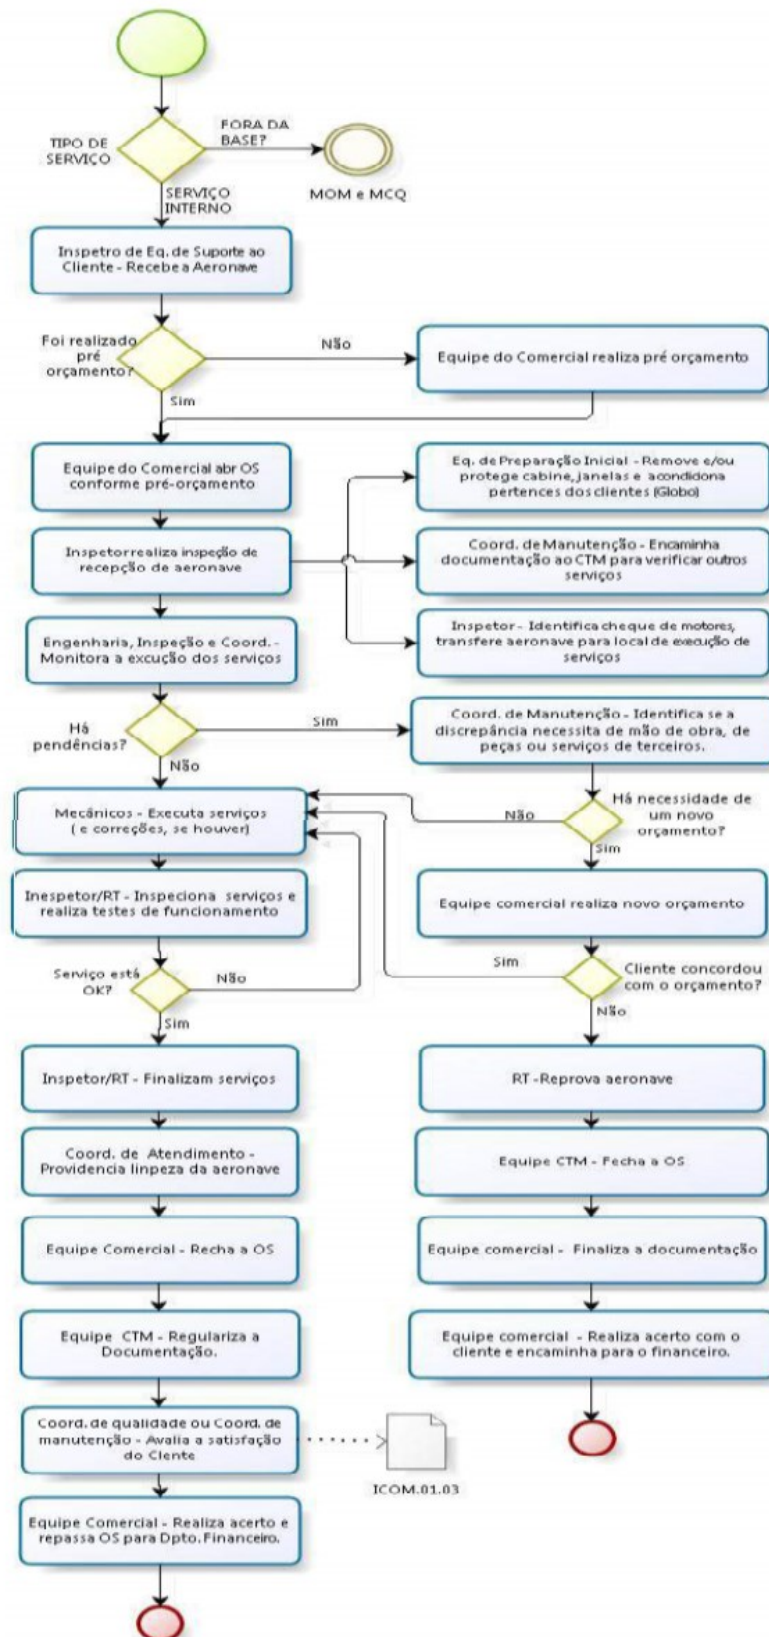 TIPO DE
SERVIÇO
FORA DA
BASE?
MOM e MCQ
SERVIÇO
INTERNO
Inspetro de Eq. de Suporte ao
Cliente - Recebe a Aeronave
Foi realizado
pré
orçamento?
Não
Equipe do Comercial realiza pré orçamento
Sim
Equipe do Comercial abr OS
conforme pré-orçamento
Eq. de Preparação Inicial - Remove e/ou
protege cabine, janelas e acondiciona
pertences dos clientes (Globo)
Inspetor realiza inspeção de
recepção de aeronave
Coord. de Manutenção - Encaminha
documentação ao CTM para verificar outros
serviços
Engenharia, Inspeção e Coord. -
Monitora a excução dos serviços
Inspetor - Identifica cheque de motores,
transfere aeronave para local de execução de
serviços
Há
pendências?
Sim
Coord. de Manutenção - Identifica se a
discrepância necessita de mão de obra, de
peças ou serviços de terceiros.
Não
Mecânicos - Executa serviços
( e correções, se houver)
Não
Há necessidade de
um novo
orçamento?
Sim
Inespetor/RT - Inspeciona serviços e
realiza testes de funcionamento
Equipe comercial realiza novo orçamento
Serviço está
OK?
Não
Sim
Cliente concordou
com o orçamento?
Sim
Não
Inspetor/RT - Finalizam serviços
RT -Reprova aeronave
Coord. de Atendimento -
Providencia linpeza da aeronave
Equipe CTM - Fecha a OS
Equipe Comercial - Recha a OS
Equipe comercial - Finaliza a documentação
Equipe CTM - Regulariza a
Documentação.
Equipe comercial - Realiza acerto com o
cliente e encaminha para o financeiro.
Coord. de qualidade ou Coord. de
manutenção - Avalia a satisfação
do Cliente
ICOM.01.03
Equipe Comercial - Realiza acerto e
repassa OS para Dpto. Financeiro.